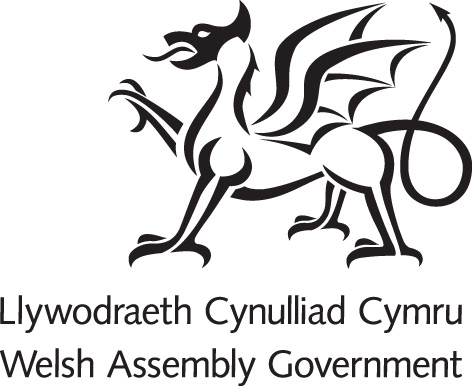 Llywodraeth Cynulliad Cymru
Welsh Assembly Government